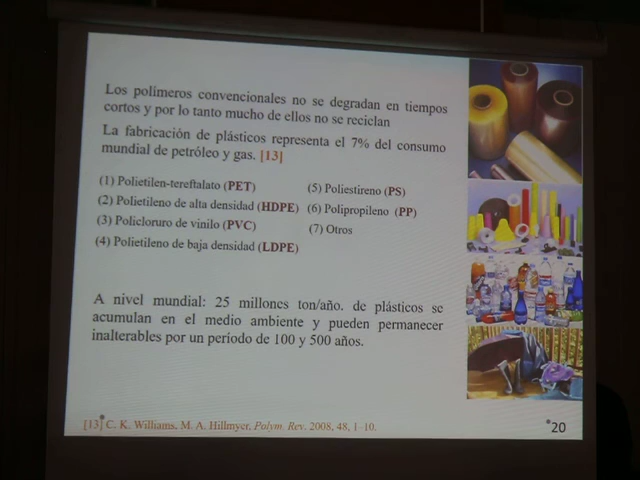 Los polímeros convencionales no se degradan en tiempos
cortos y por lo tanto mucho de ellos no se reciclan
La fabricación de plásticos representa el 7% del consumo
mundial de petróleo y gas. [13]
(1) Polietilen-tereftalato (PET)
(2) Polietileno de alta densidad (HDPE)
(3) Policloruro de vinilo (PVC)
(4) Polietileno de baja densidad (LDPE)
(5) Poliestireno (PS)
(6) Polipropileno (PP)
(7) Otros
A nivel mundial: 25 millones ton/año. de plásticos se
acumulan en el medio ambiente y pueden permanecer
inalterables por un periodo de 100 y 500 años.
[13] C. K. Williams, M. A. Hillmyer, Polym. Rev. 2008, 48, 1-10.
*20